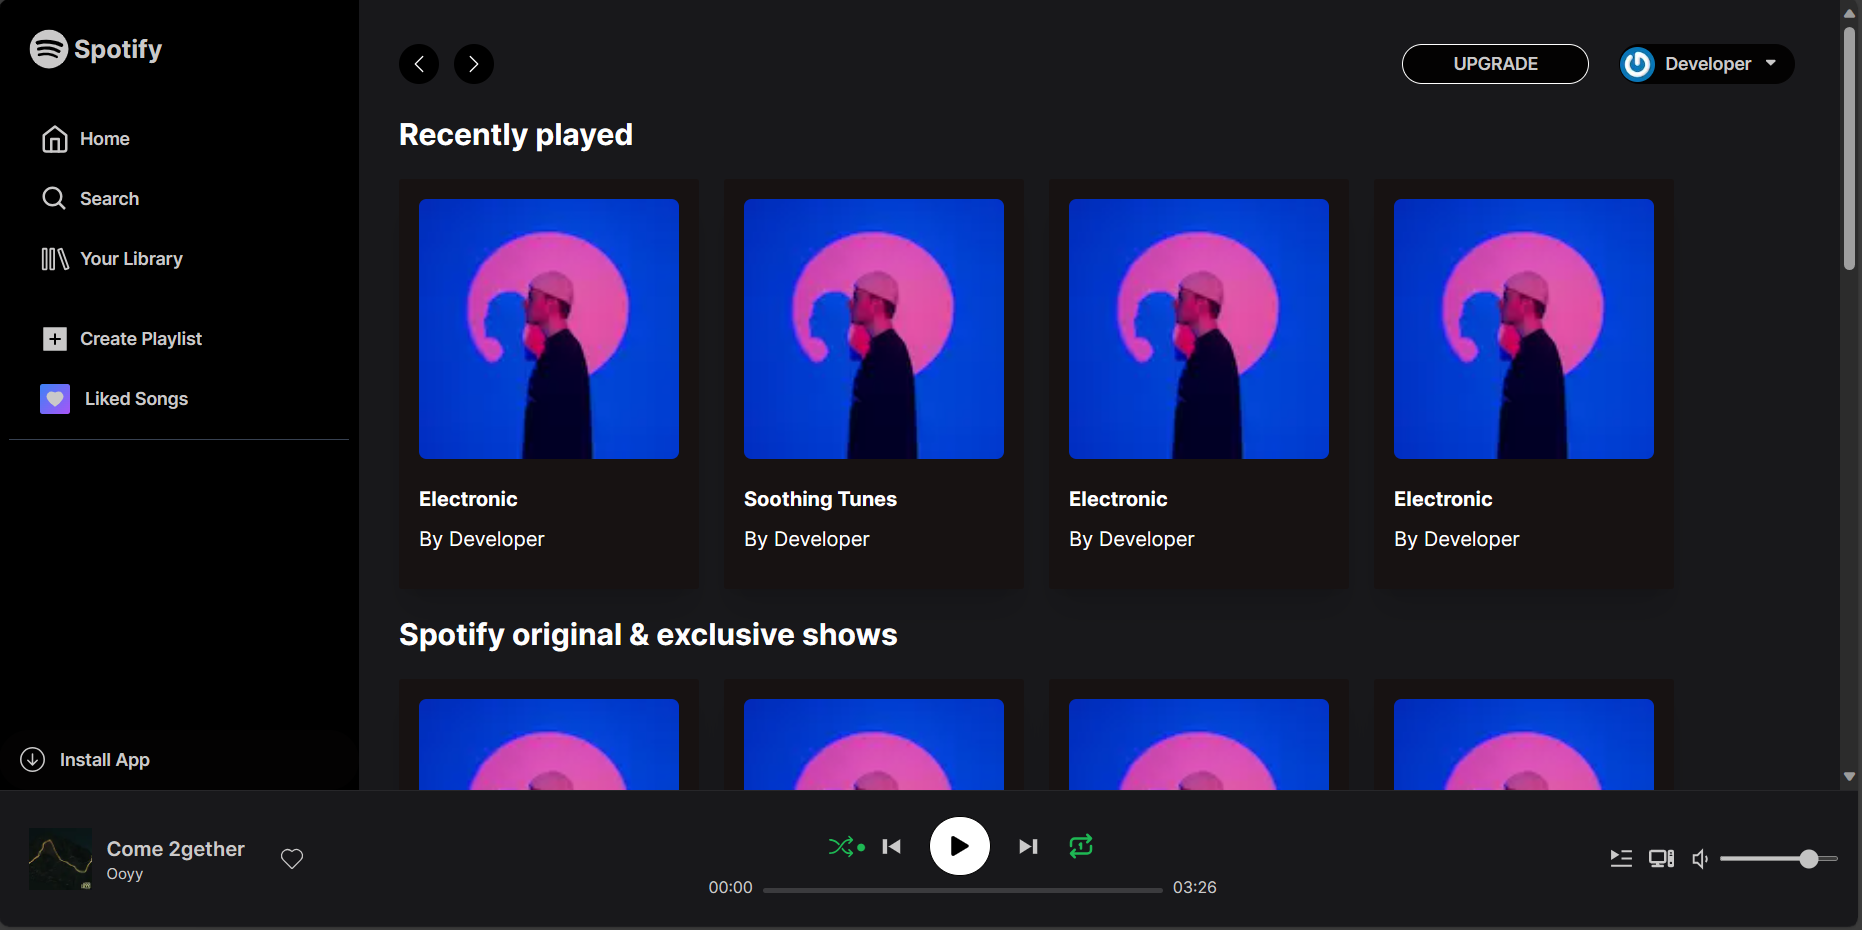 Spotify
Home
Search
Your Library
Create Playlist
Liked Songs
Install App
UPGRADE
Developer
Recently played
Electronic
By Developer
Soothing Tunes
By Developer
Electronic
By Developer
Electronic
By Developer
Spotify original & exclusive shows
Come 2gether
Ooyy
1
00:00
03:26